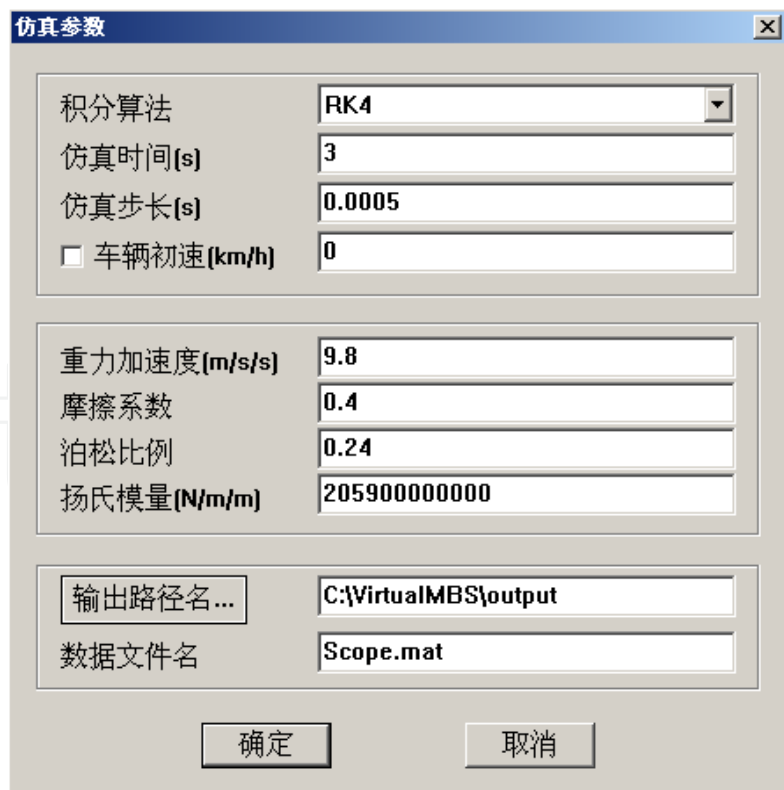 仿真参数
积分算法 RK4
仿真时间(s) 3
仿真步长(s) 0.0005
车辆初速(km/h) 0
重力加速度(m/s/s) 9.8
摩擦系数 0.4
泊松比例 0.24
扬氏模量(N/m/m) 205900000000
输出路径名... C:\VirtualMBS\output
数据文件名 Scope.mat
确定 取消